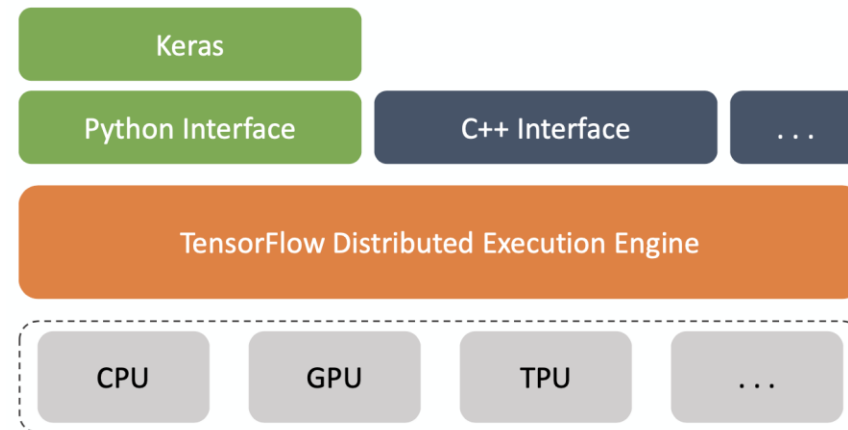 Keras
Python Interface
C++ Interface
. . .
TensorFlow Distributed Execution Engine
CPU
GPU
TPU
. . .